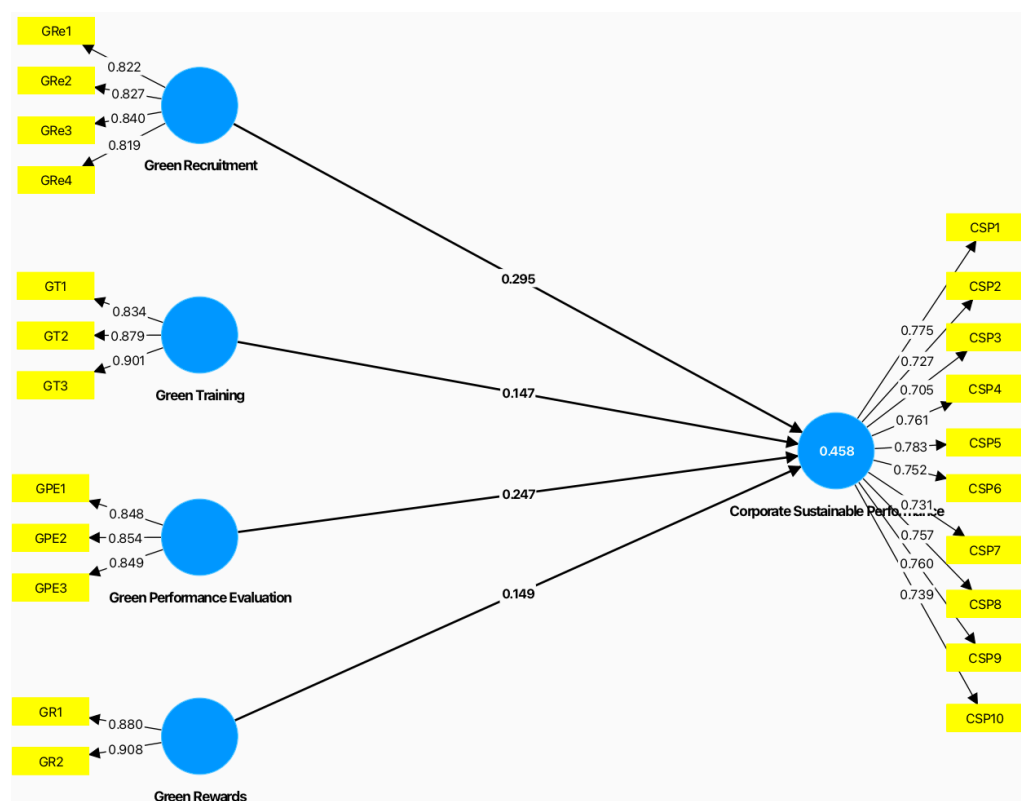 GRe1
0.822
GRe2
0.827
GRe3
0.840
GRe4
0.819
Green Recruitment
0.295
GT1
0.834
GT2
0.879
GT3
0.901
Green Training
0.147
GPE1
0.848
GPE2
0.854
GPE3
0.849
Green Performance Evaluation
0.247
GR1
0.880
GR2
0.908
Green Rewards
0.149
0.458
Corporate Sustainable Performance
CSP1
0.775
CSP2
0.727
CSP3
0.705
CSP4
0.761
CSP5
0.783
CSP6
0.752
CSP7
0.731
CSP8
0.757
CSP9
0.760
CSP10
0.739